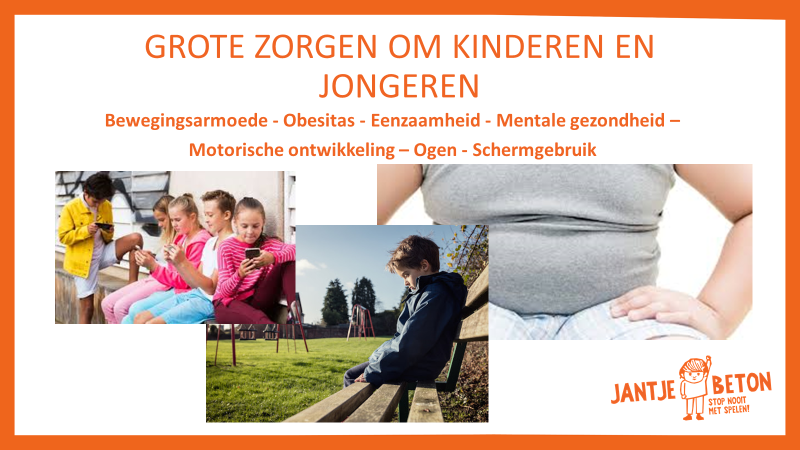 GROTE ZORGEN OM KINDEREN EN
JONGEREN
Bewegingsarmoede - Obesitas - Eenzaamheid - Mentale gezondheid –
Motorische ontwikkeling – Ogen - Schermgebruik
JANTJE BETON
STOP NOOIT
MET SPELEN!